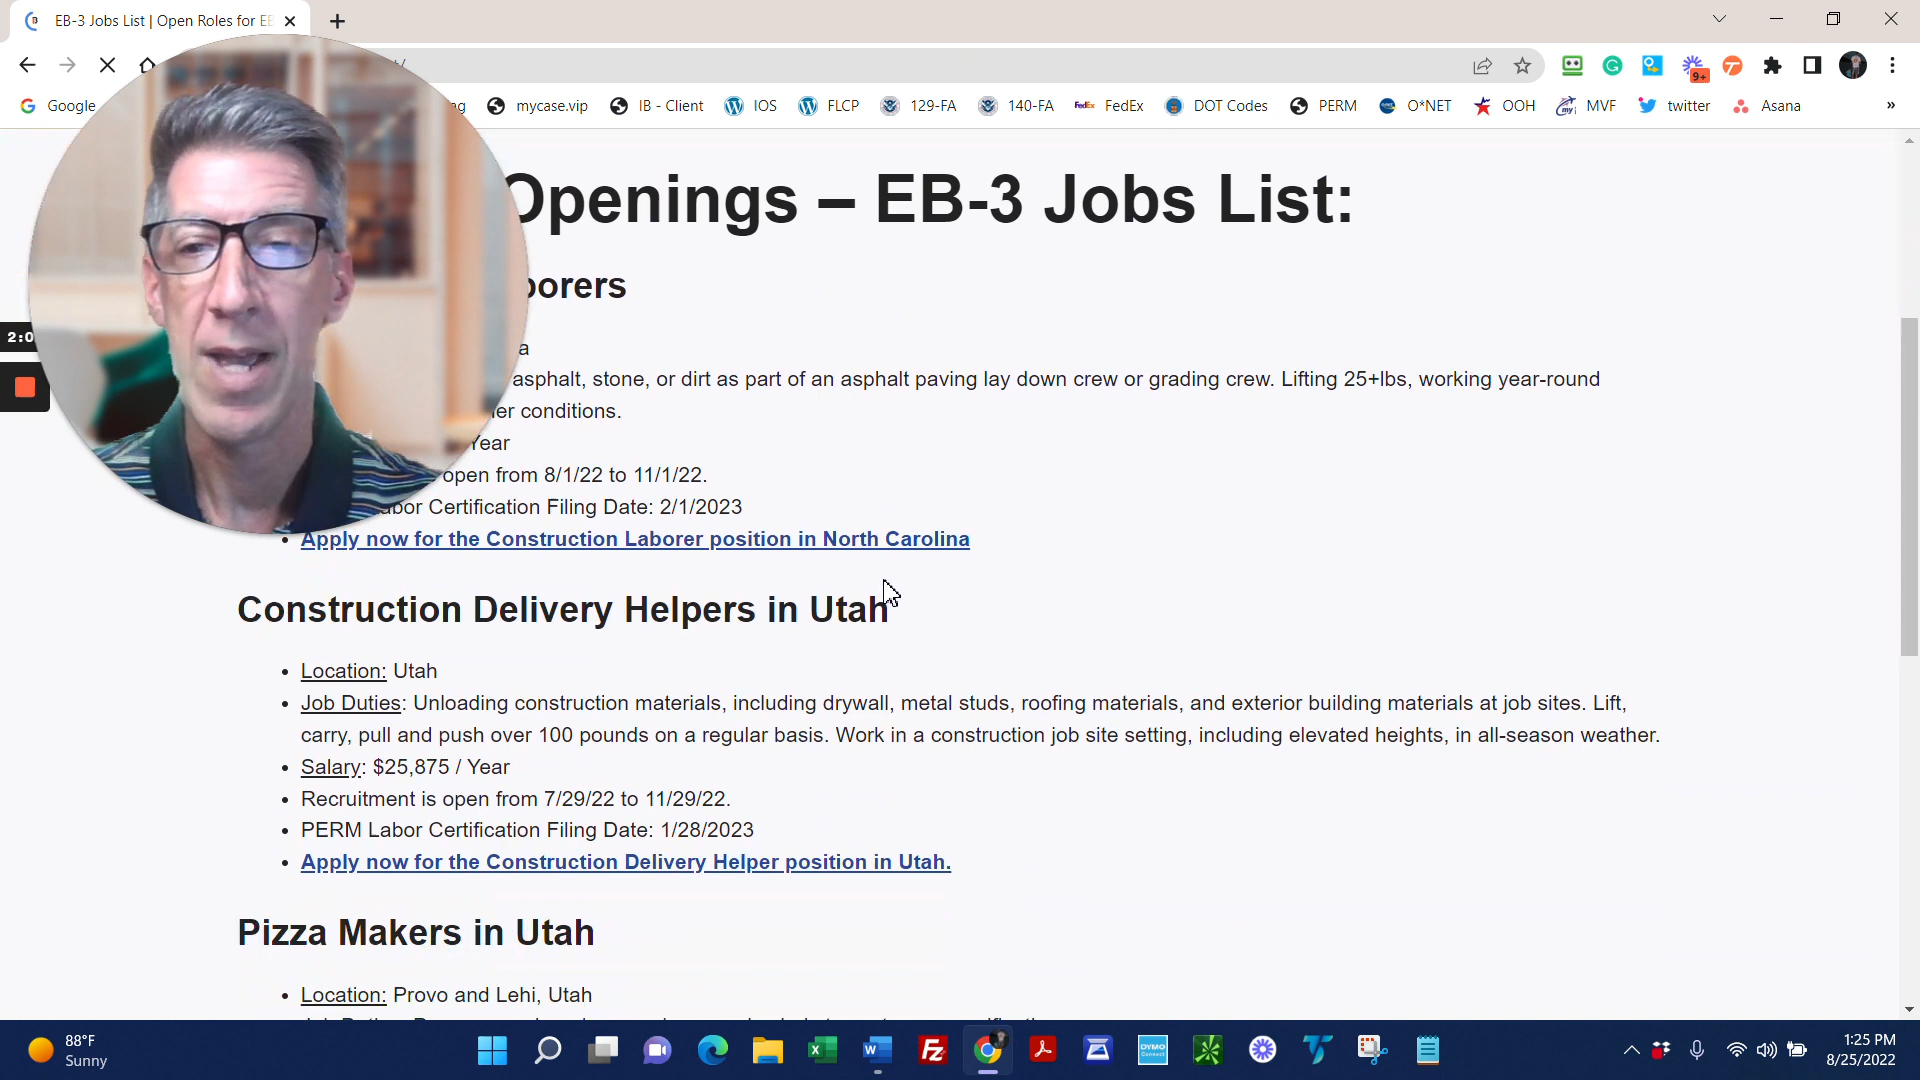 EB-3 Jobs List | Open Roles for EB
9+
Google
mycase.vip
IB - Client
IOS
FLCP
129-FA
140-FA
FedEx
FedEx
DOT Codes
PERM
O*NET
OOH
MVF
twitter
Asana
»
Openings – EB-3 Jobs List:
borers
a
asphalt, stone, or dirt as part of an asphalt paving lay down crew or grading crew. Lifting 25+lbs, working year-round
er conditions.
Year
open from 8/1/22 to 11/1/22.
abor Certification Filing Date: 2/1/2023
Apply now for the Construction Laborer position in North Carolina
2:0
Construction Delivery Helpers in Utah
Location: Utah
Job Duties: Unloading construction materials, including drywall, metal studs, roofing materials, and exterior building materials at job sites. Lift,
carry, pull and push over 100 pounds on a regular basis. Work in a construction job site setting, including elevated heights, in all-season weather.
Salary: $25,875 / Year
Recruitment is open from 7/29/22 to 11/29/22.
PERM Labor Certification Filing Date: 1/28/2023
Apply now for the Construction Delivery Helper position in Utah.
Pizza Makers in Utah
Location: Provo and Lehi, Utah
88°F
Sunny
DYMO
Connect
1:25 PM
8/25/2022